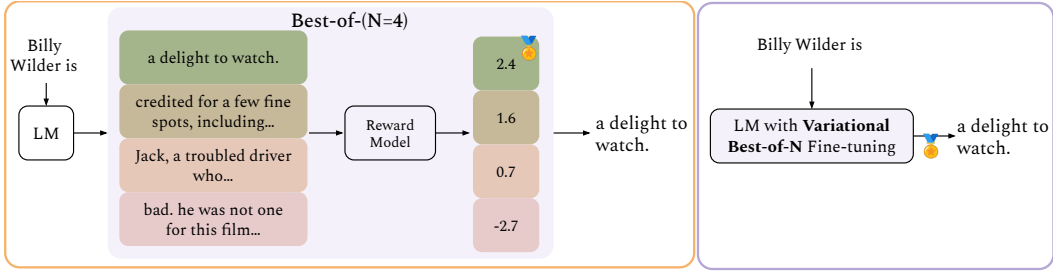 Best-of-(N=4)
Billy
Wilder is
LM
a delight to watch.
credited for a few fine
spots, including...
Jack, a troubled driver
who...
bad. he was not one
for this film...
Reward
Model
2.4
1.6
0.7
-2.7
a delight to
watch.
Billy Wilder is
LM with Variational
Best-of-N Fine-tuning
a delight to
watch.